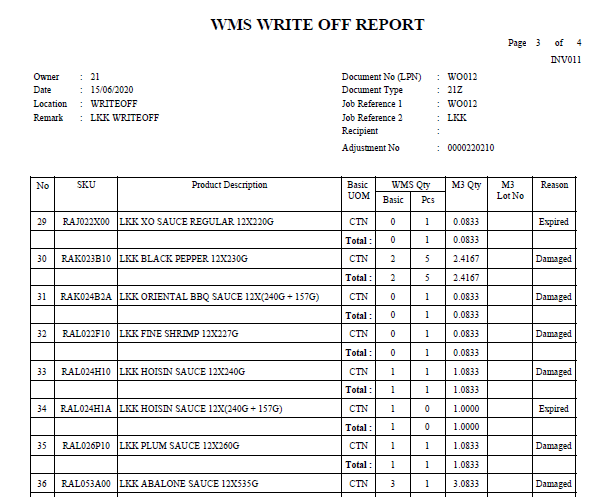 WMS WRITE OFF REPORT
Page 3 of 4
INV011
Owner : 21 Document No (LPN) : WO012
Date : 15/06/2020 Document Type : 21Z
Location : WRITEOFF Job Reference 1 : WO012
Remark : LKK WRITEOFF Job Reference 2 : LKK
Recipient :
Adjustment No : 0000220210
No SKU Product Description Basic UOM WMS Qty M3 Qty M3 Lot No Reason
Basic Pcs
29 RAJ022X00 LKK XO SAUCE REGULAR 12X220G CTN 0 1 0.0833 Expired
Total : 0 1 0.0833
30 RAK023B10 LKK BLACK PEPPER 12X230G CTN 2 5 2.4167 Damaged
Total : 2 5 2.4167
31 RAK024B2A LKK ORIENTAL BBQ SAUCE 12X(240G + 157G) CTN 0 1 0.0833 Damaged
Total : 0 1 0.0833
32 RAL022F10 LKK FINE SHRIMP 12X227G CTN 0 1 0.0833 Damaged
Total : 0 1 0.0833
33 RAL024H10 LKK HOISIN SAUCE 12X240G CTN 1 1 1.0833 Damaged
Total : 1 1 1.0833
34 RAL024H1A LKK HOISIN SAUCE 12X(240G + 157G) CTN 1 0 1.0000 Expired
Total : 1 0 1.0000
35 RAL026P10 LKK PLUM SAUCE 12X260G CTN 1 1 1.0833 Damaged
Total : 1 1 1.0833
36 RAL053A00 LKK ABALONE SAUCE 12X535G CTN 3 1 3.0833 Damaged